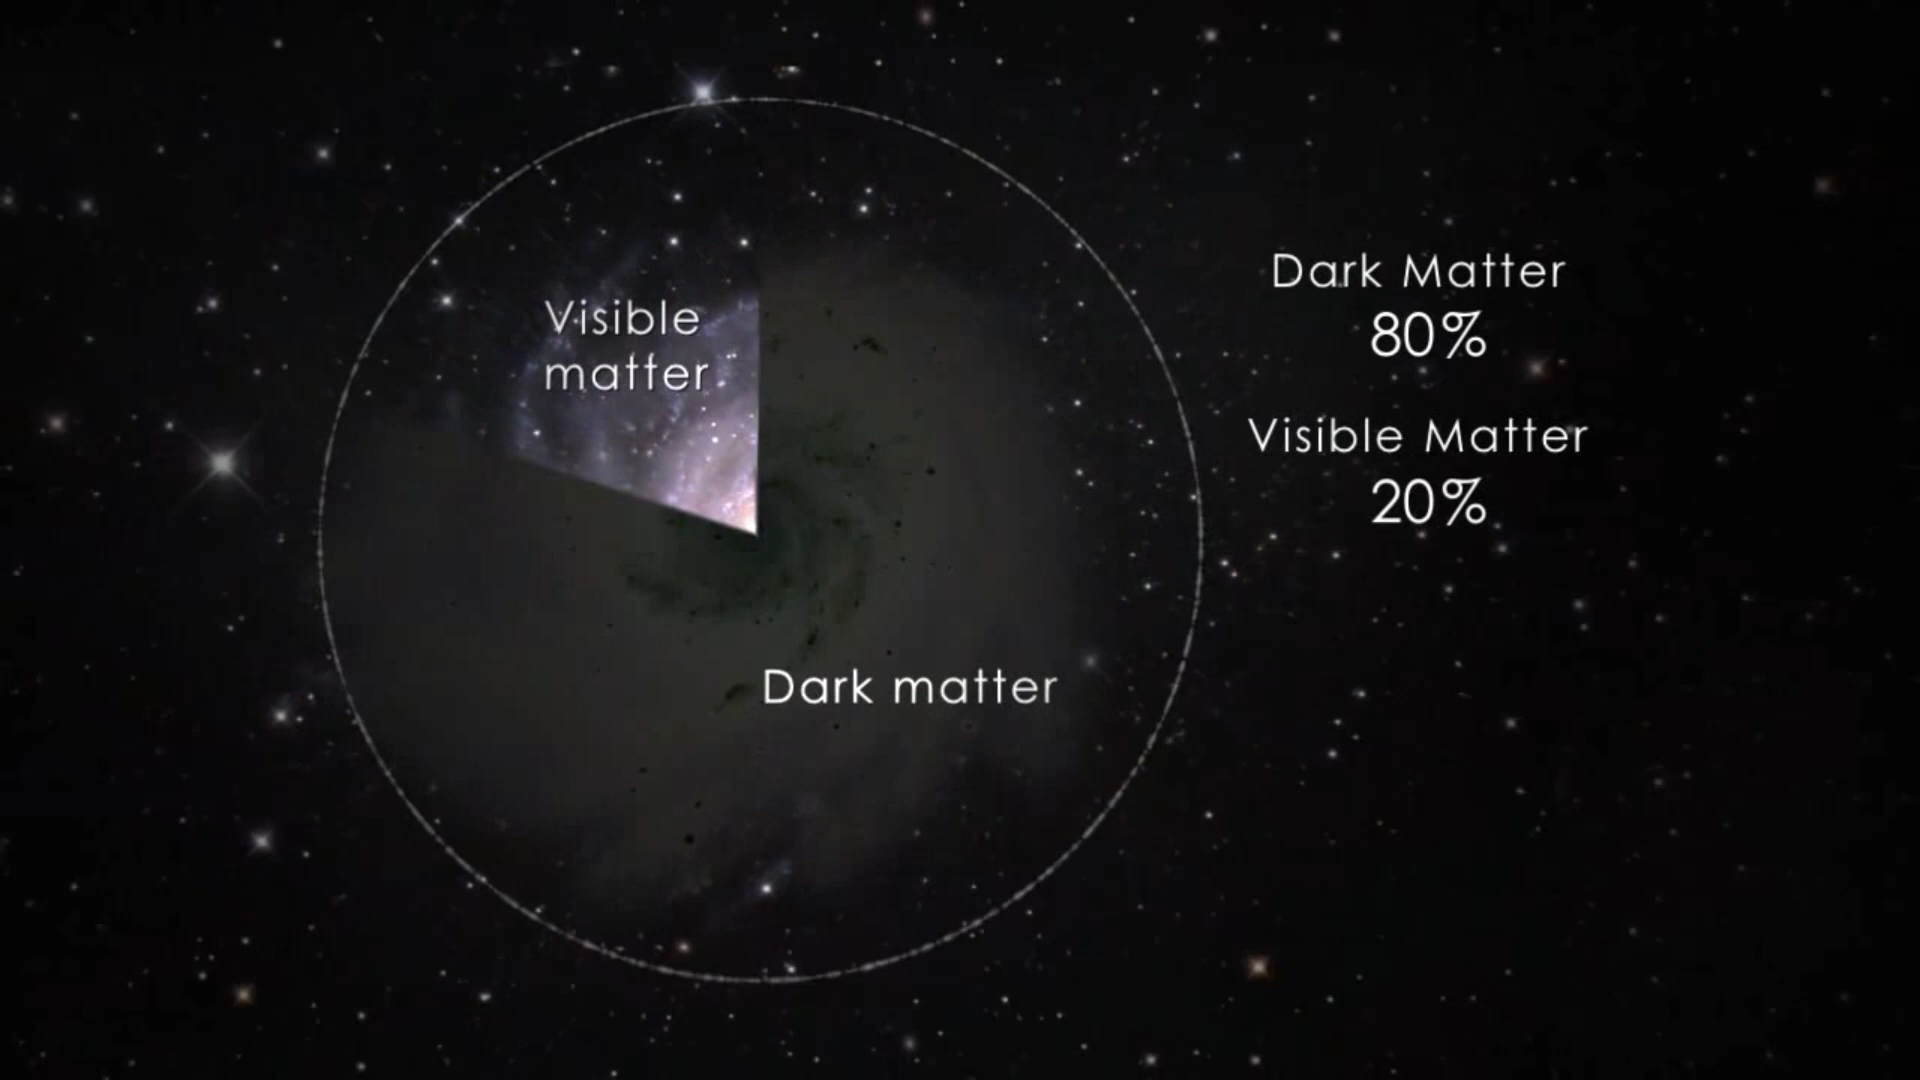 Visible
matter
Dark matter
Dark Matter
80%
Visible Matter
20%